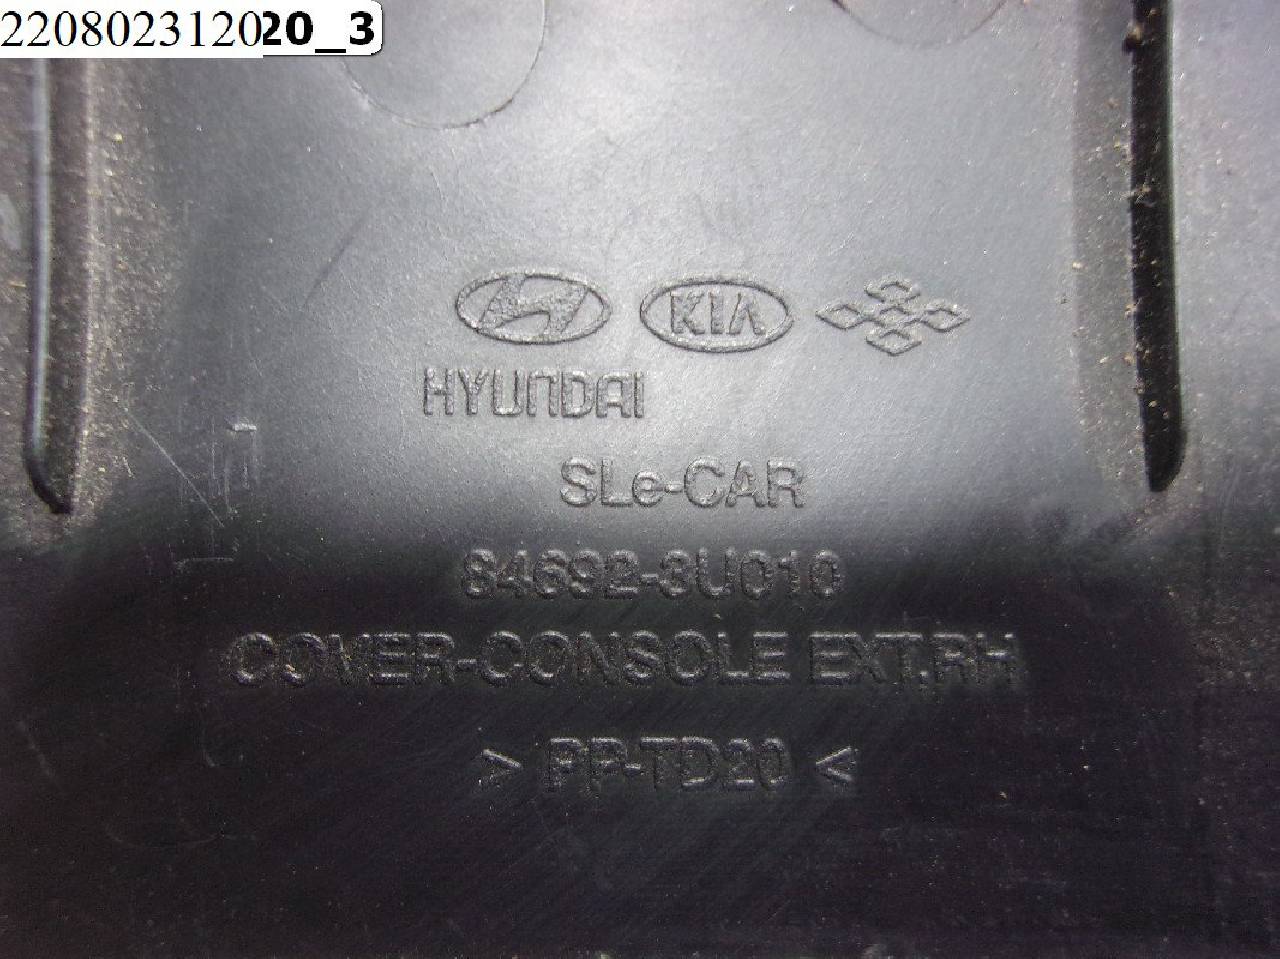 220802312020_3
KIA
HYUNDAI
SLe-CAR
84692-3U010
COVER-CONSOLE EXT.RH
> PP-TD20 <